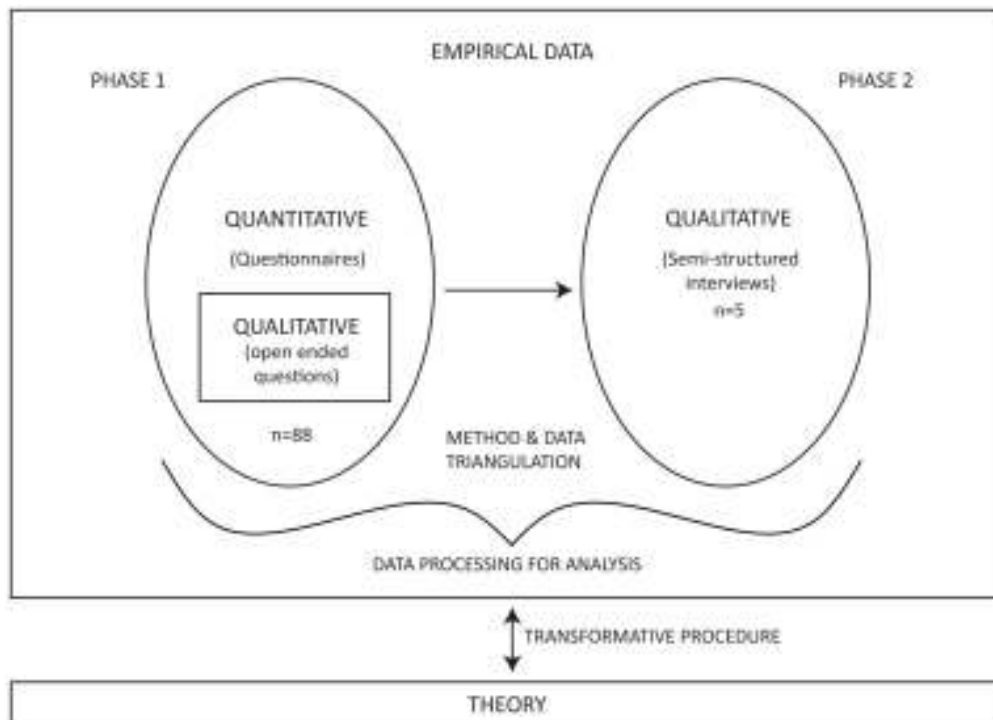 EMPIRICAL DATA
PHASE 1
PHASE 2
QUANTITATIVE
(Questionnaires)
QUALITATIVE
(open ended
questions)
n=88
QUALITATIVE
(Semi-structured
interviews)
n=5
METHOD & DATA
TRIANGULATION
DATA PROCESSING FOR ANALYSIS
TRANSFORMATIVE PROCEDURE
THEORY